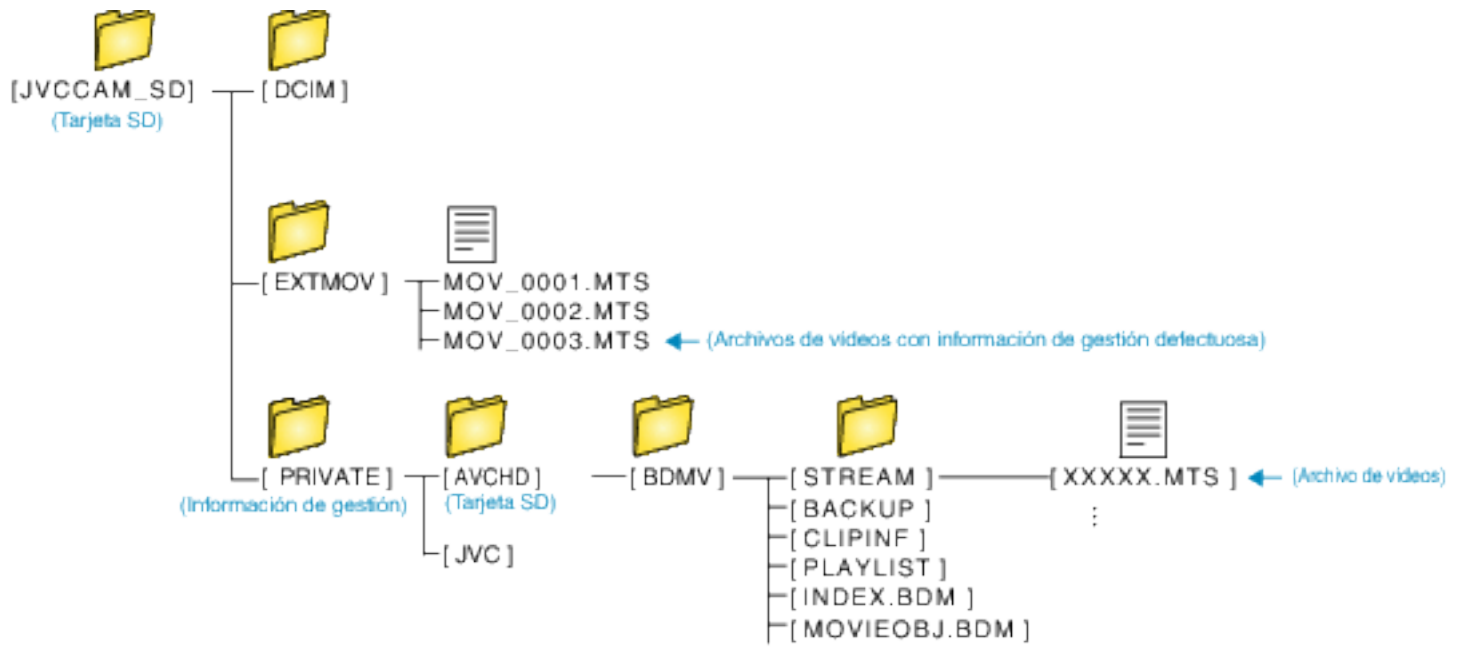 [JVCCAM_SD]
[ DCIM ]
(Tarjeta SD)
[ EXTMOV ]
MOV_0001.MTS
MOV_0002.MTS
MOV_0003.MTS
(Archivos de vídeos con información de gestión defectuosa)
[ PRIVATE ]
[AVCHD]
[BDMV]
[STREAM ]
[XXXXX.MTS ]
(Archivo de vídeos)
(Información de gestión)
(Tarjeta SD)
[BACKUP ]
⋮
[CLIPINF ]
[JVC ]
[PLAYLIST ]
[INDEX.BDM ]
[MOVIEOBJ.BDM ]